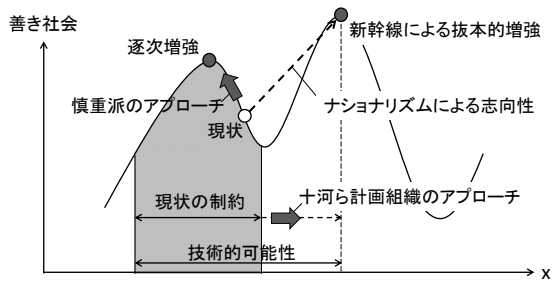 善き社会
新幹線による抜本的増強
逐次増強
慎重派のアプローチ
ナショナリズムによる志向性
現状
現状の制約
十河ら計画組織のアプローチ
技術的可能性
x